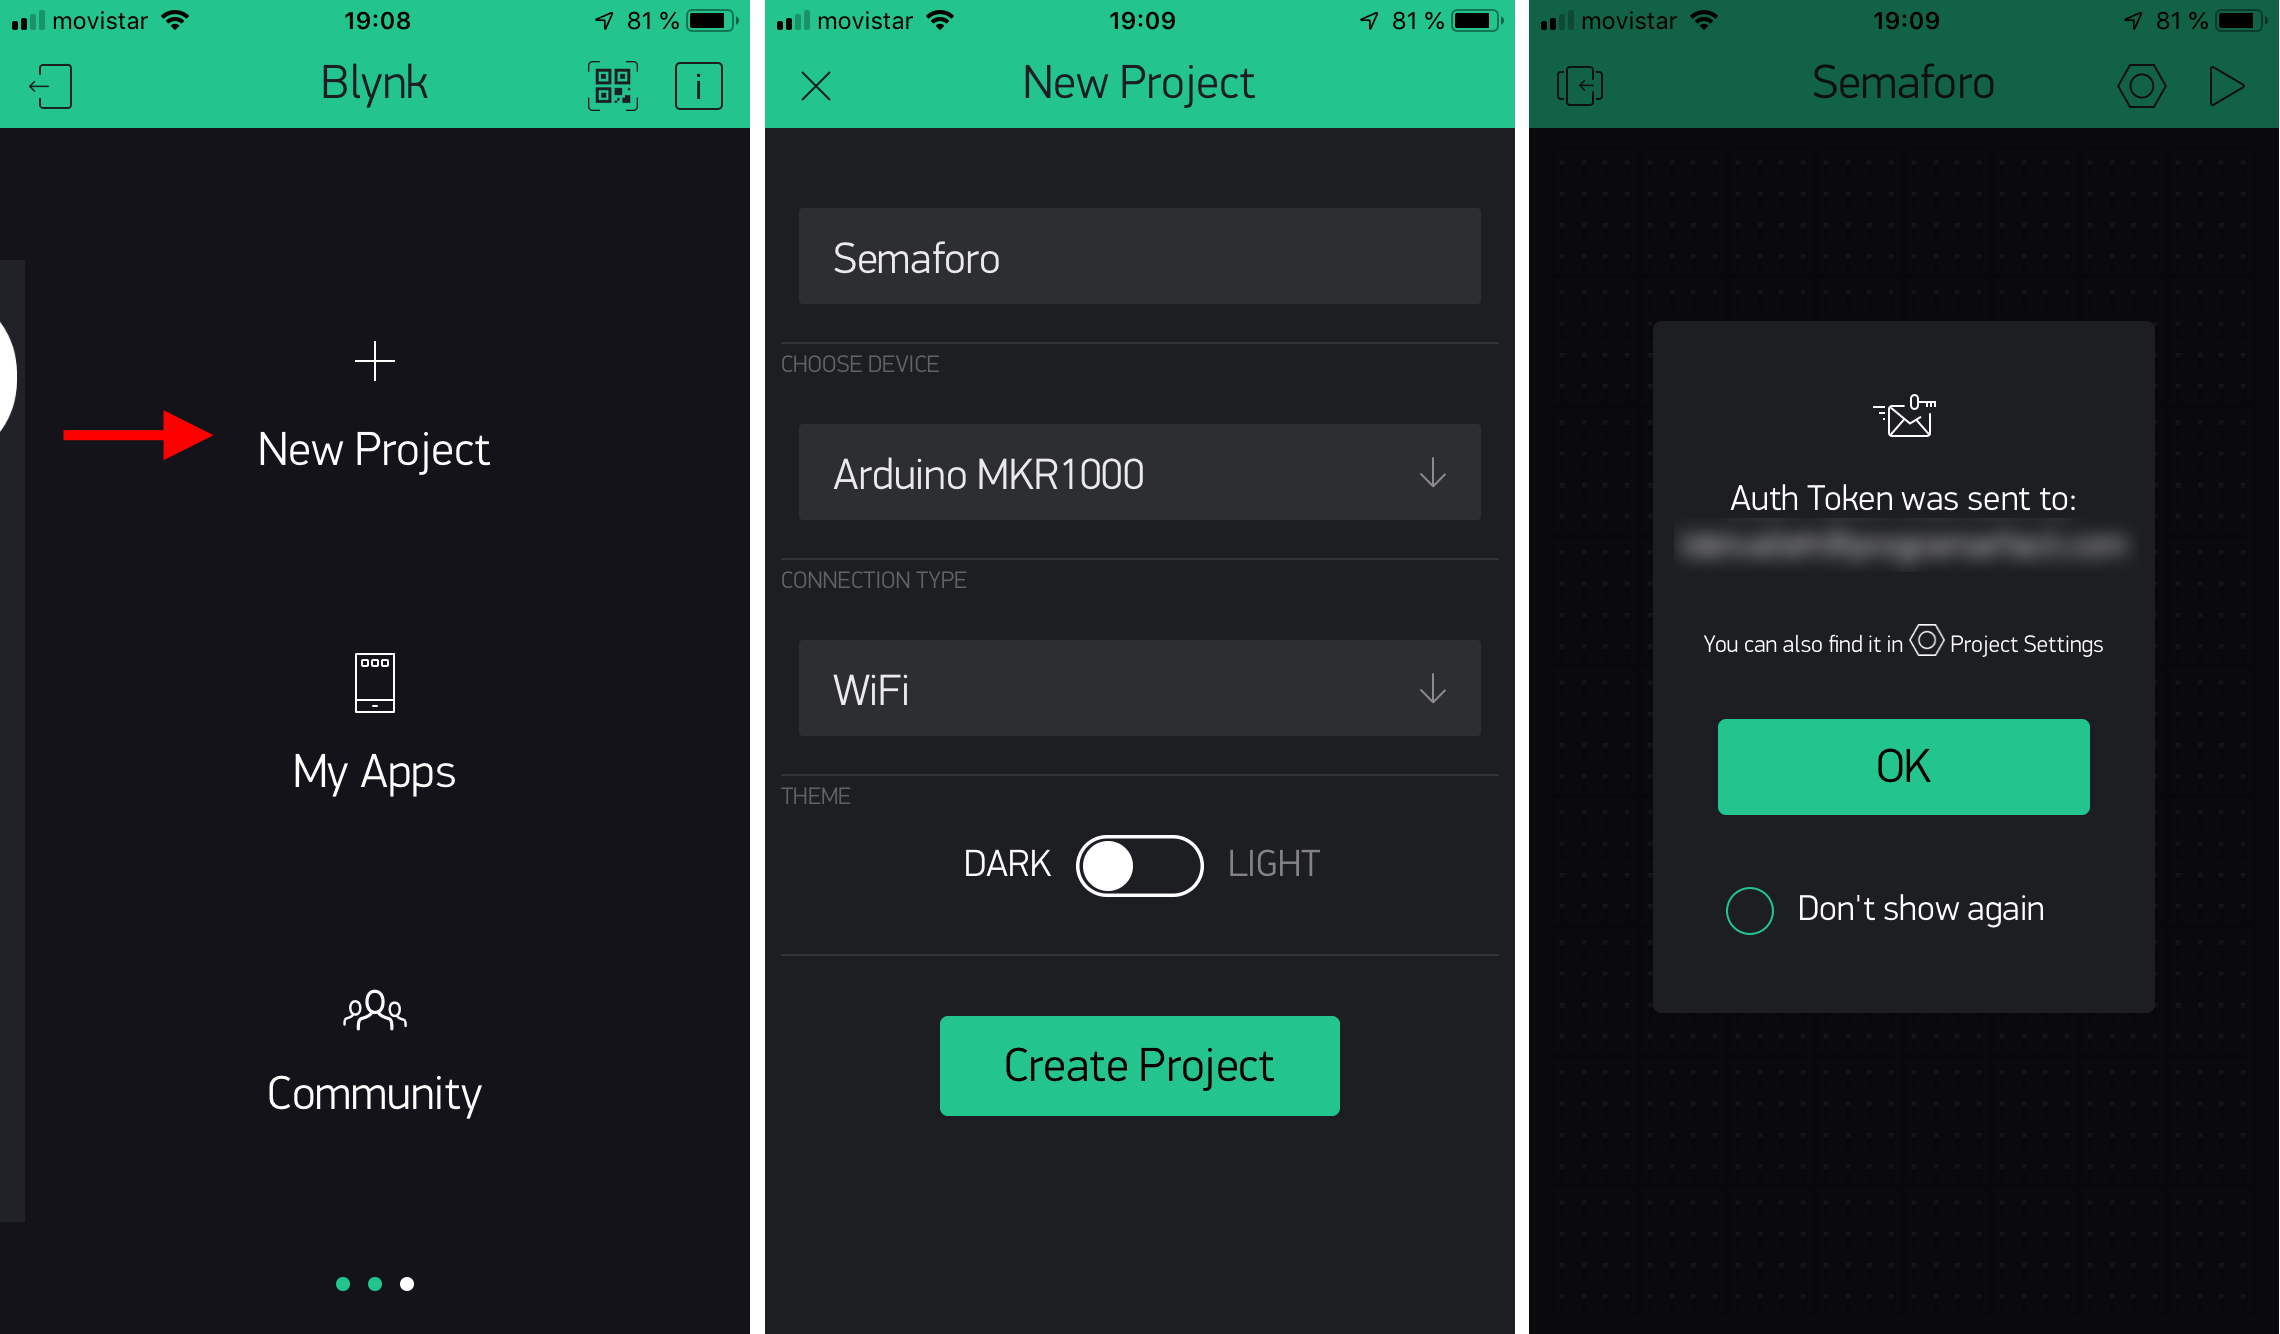 movistar 19:08 81 %
Blynk
i
New Project
My Apps
Community
movistar 19:09 81 %
New Project
Semaforo
CHOOSE DEVICE
Arduino MKR1000
CONNECTION TYPE
WiFi
THEME
DARK LIGHT
Create Project
movistar 19:09 81 %
Semaforo
Auth Token was sent to:
You can also find it in Project Settings
OK
Don't show again